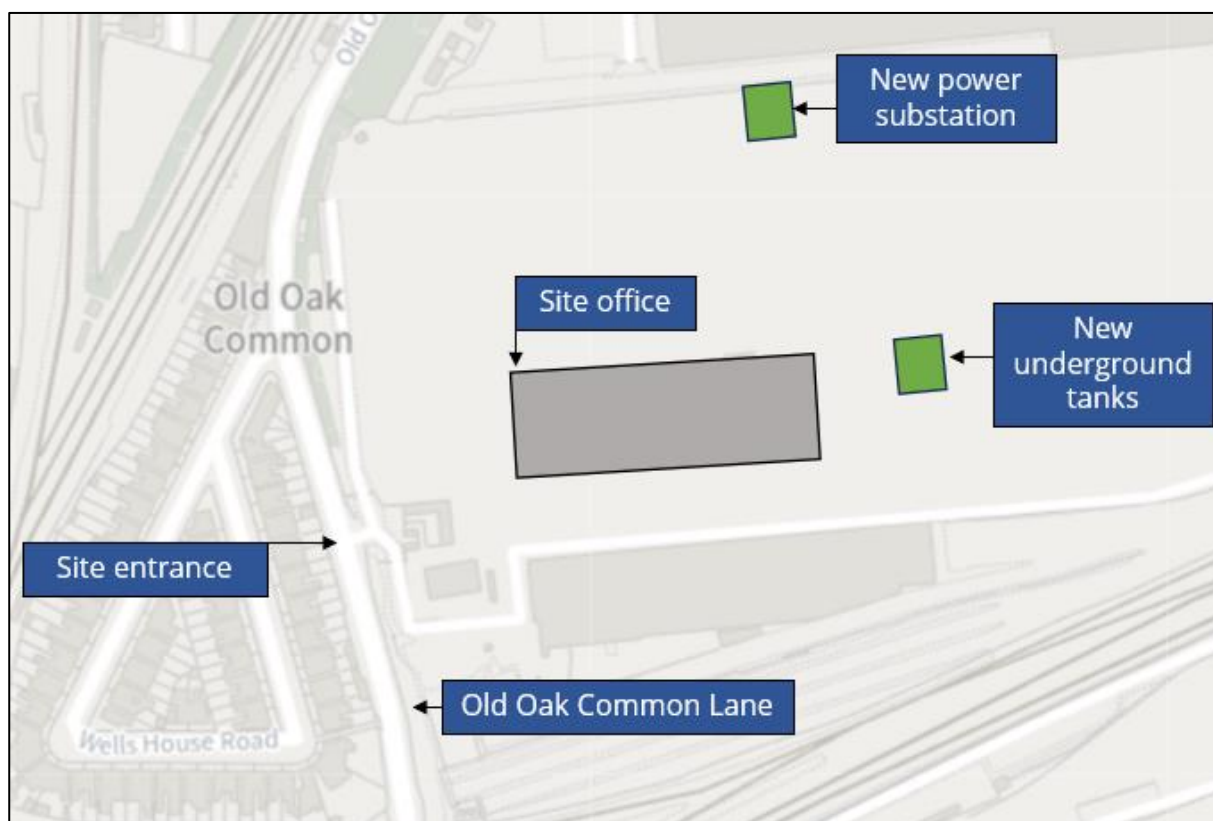 Old O
New power
substation
Old Oak
Common
Site office
New
underground
tanks
Site entrance
Old Oak Common Lane
Wells House Road